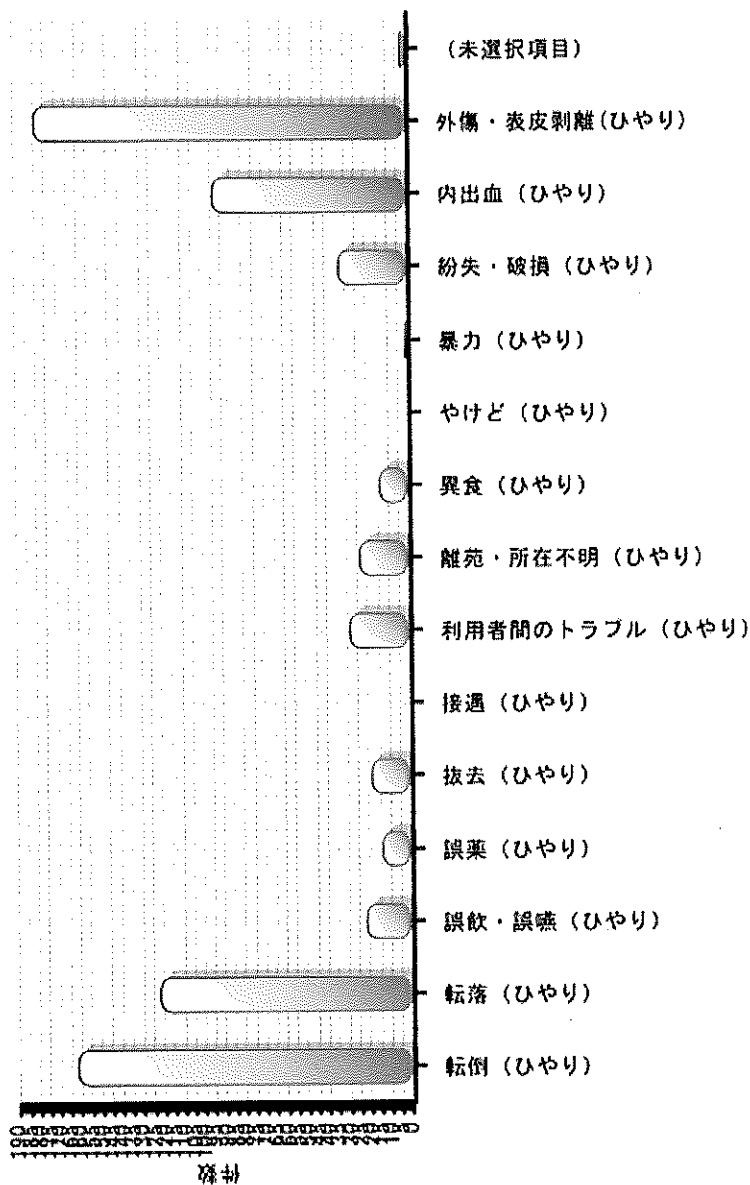 (未選択項目)
外傷・表皮剥離(ひやり)
内出血 (ひやり)
紛失・破損 (ひやり)
暴力 (ひやり)
やけど (ひやり)
異食 (ひやり)
離苑・所在不明 (ひやり)
利用者間のトラブル (ひやり)
接遇 (ひやり)
抜去 (ひやり)
誤薬 (ひやり)
誤飲・誤嚥 (ひやり)
転落 (ひやり)
転倒 (ひやり)
件数